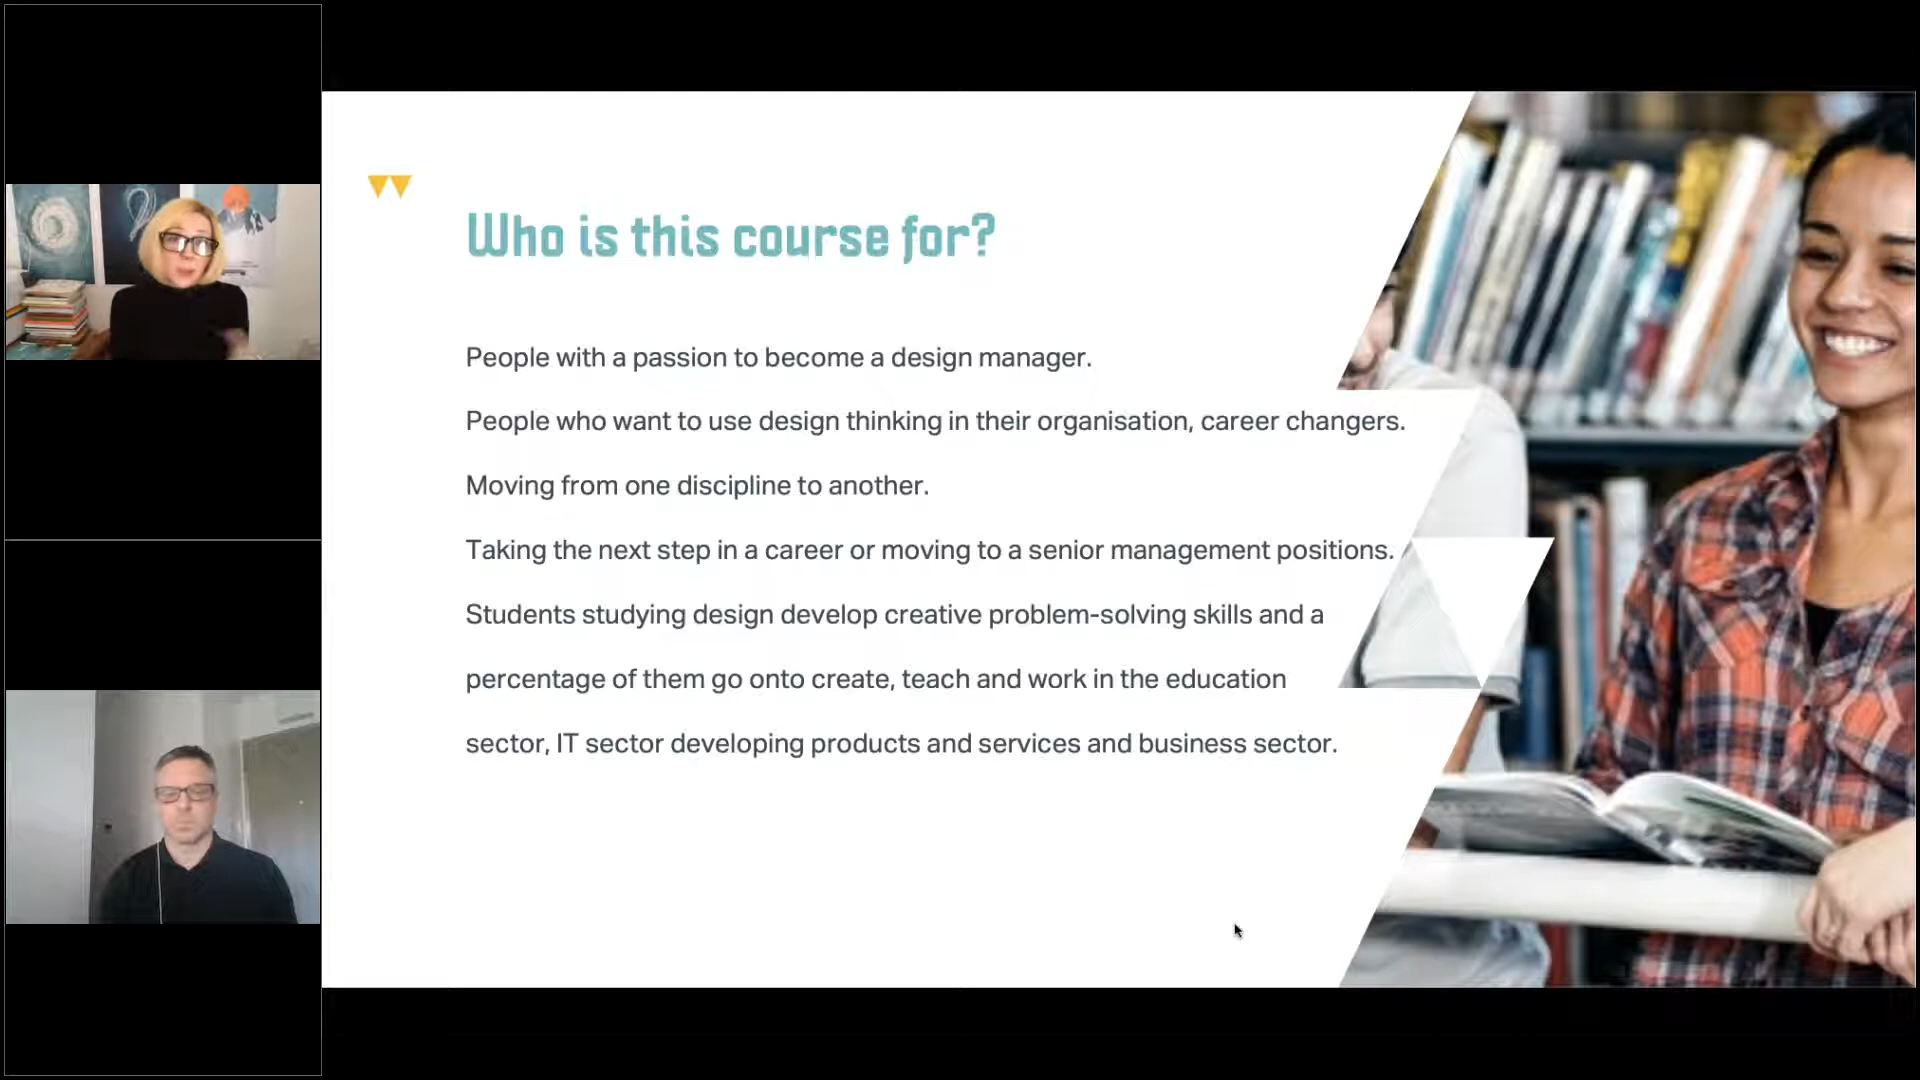 Who is this course for?
People with a passion to become a design manager.
People who want to use design thinking in their organisation, career changers.
Moving from one discipline to another.
Taking the next step in a career or moving to a senior management positions.
Students studying design develop creative problem-solving skills and a
percentage of them go onto create, teach and work in the education
sector, IT sector developing products and services and business sector.